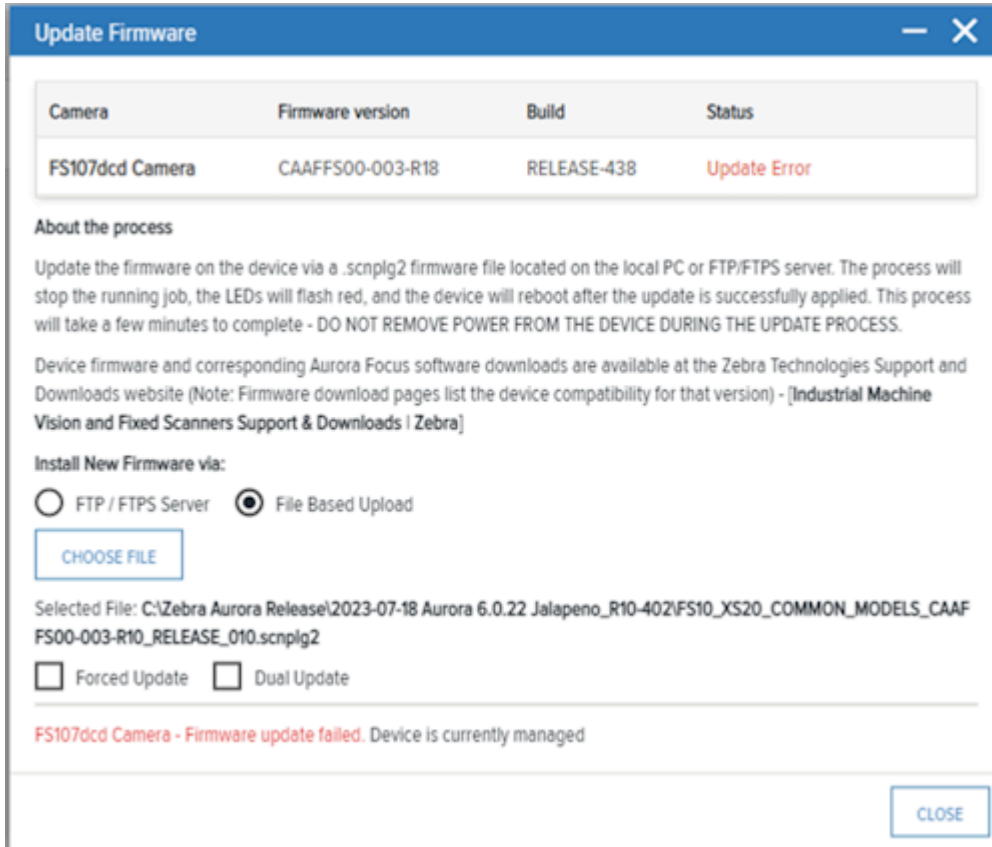 Update Firmware
Camera Firmware version Build Status
FS107dcd Camera CAAFFS00-003-R18 RELEASE-438 Update Error
About the process
Update the firmware on the device via a .scnplg2 firmware file located on the local PC or FTP/FTPS server. The process will
stop the running job, the LEDs will flash red, and the device will reboot after the update is successfully applied. This process
will take a few minutes to complete - DO NOT REMOVE POWER FROM THE DEVICE DURING THE UPDATE PROCESS.
Device firmware and corresponding Aurora Focus software downloads are available at the Zebra Technologies Support and
Downloads website (Note: Firmware download pages list the device compatibility for that version) - [Industrial Machine
Vision and Fixed Scanners Support & Downloads | Zebra]
Install New Firmware via:
FTP / FTPS Server File Based Upload
CHOOSE FILE
Selected File: C:\Zebra Aurora Release\2023-07-18 Aurora 6.0.22 Jalapeno_R10-402\FS10_XS20_COMMON_MODELS_CAAF
FS00-003-R10_RELEASE_010.scnplg2
Forced Update Dual Update
FS107dcd Camera - Firmware update failed. Device is currently managed
CLOSE